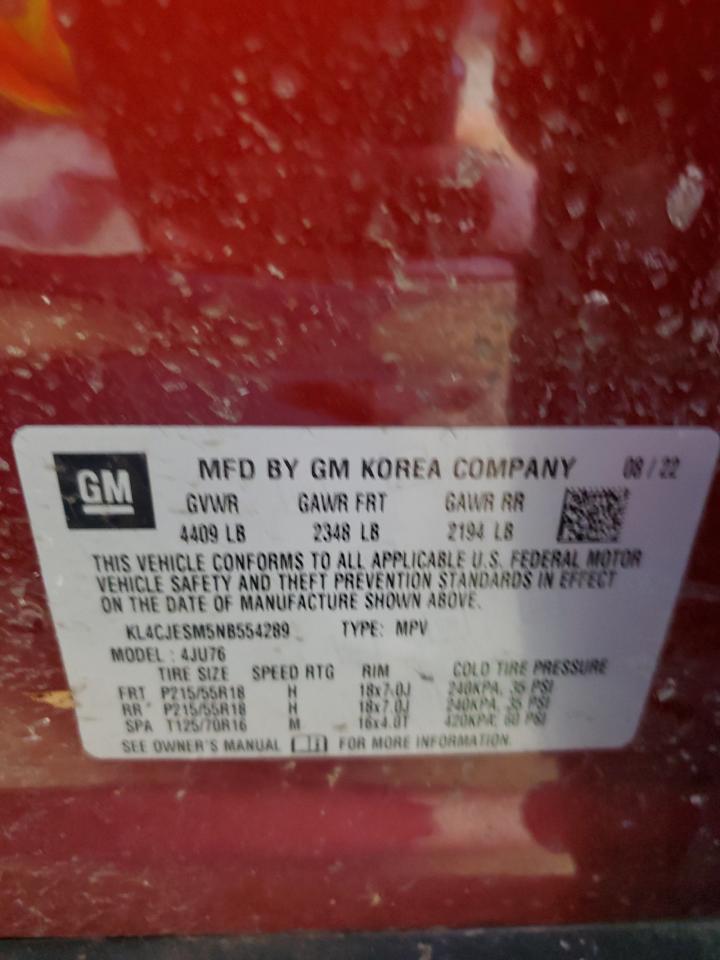 GM
MFD BY GM KOREA COMPANY 08 / 22
GVWR GAWR FRT GAWR RR
4409 LB 2348 LB 2194 LB
THIS VEHICLE CONFORMS TO ALL APPLICABLE U.S. FEDERAL MOTOR
VEHICLE SAFETY AND THEFT PREVENTION STANDARDS IN EFFECT
ON THE DATE OF MANUFACTURE SHOWN ABOVE.
KL4CJESM5NB554289 TYPE: MPV
MODEL : 4JU76
TIRE SIZE SPEED RTG RIM COLD TIRE PRESSURE
FRT P215/55R18 H 18x7.0J 240KPA, 35 PSI
RR P215/55R18 H 18x7.0J 240KPA, 35 PSI
SPA T125/70R16 M 16x4.0T 420KPA, 60 PSI
SEE OWNER'S MANUAL FOR MORE INFORMATION.